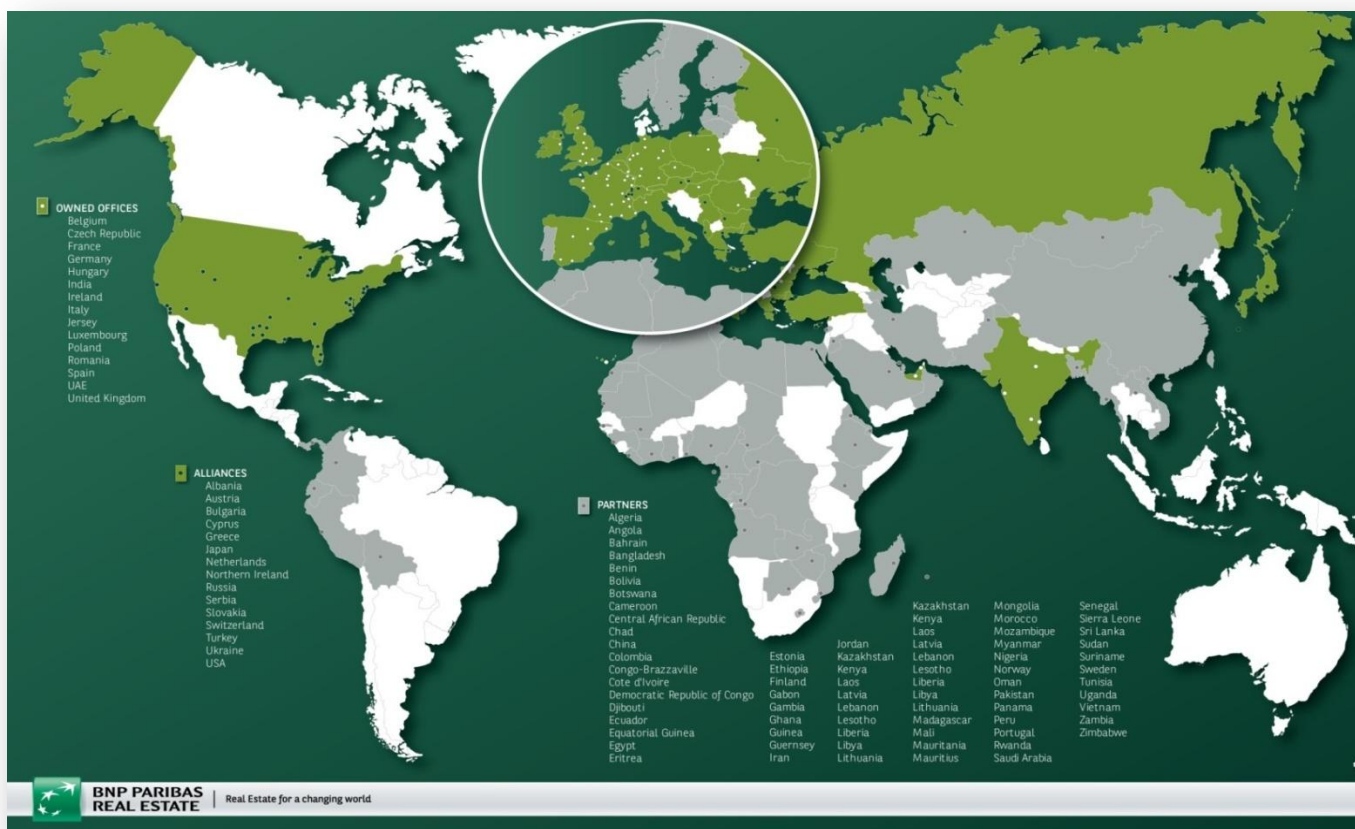 OWNED OFFICES
Belgium
Czech Republic
France
Germany
Hungary
India
Ireland
Italy
Jersey
Luxembourg
Poland
Romania
Spain
UAE
United Kingdom
ALLIANCES
Albania
Austria
Bulgaria
Cyprus
Greece
Japan
Netherlands
Northern Ireland
Russia
Serbia
Slovakia
Switzerland
Turkey
Ukraine
USA
PARTNERS
Algeria
Angola
Bahrain
Bangladesh
Benin
Bolivia
Botswana
Cameroon
Central African Republic
Chad
China
Colombia
Congo-Brazzaville
Cote d'Ivoire
Democratic Republic of Congo
Djibouti
Ecuador
Equatorial Guinea
Egypt
Eritrea
Estonia
Ethiopia
Finland
Gabon
Gambia
Ghana
Guinea
Guernsey
Iran
Jordan
Kazakhstan
Kenya
Laos
Latvia
Lebanon
Lesotho
Liberia
Libya
Lithuania
Kazakhstan
Kenya
Laos
Latvia
Lebanon
Lesotho
Liberia
Libya
Lithuania
Madagascar
Mali
Mauritania
Mauritius
Mongolia
Morocco
Mozambique
Myanmar
Nigeria
Norway
Oman
Pakistan
Panama
Peru
Portugal
Rwanda
Saudi Arabia
Senegal
Sierra Leone
Sri Lanka
Sudan
Suriname
Sweden
Tunisia
Uganda
Vietnam
Zambia
Zimbabwe
BNP PARIBAS
REAL ESTATE
Real Estate for a changing world